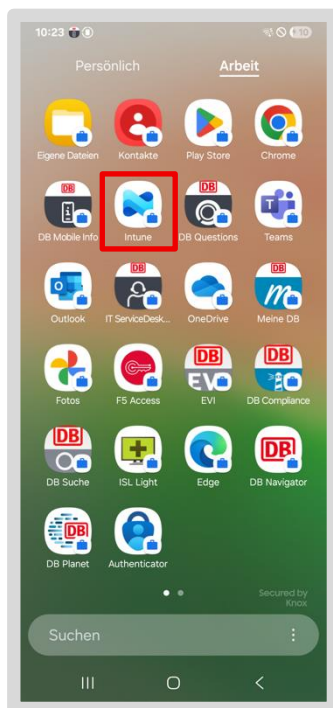 10:23
Persönlich Arbeit
Eigene Dateien Kontakte Play Store Chrome
DB DB
DB Mobile Info Intune DB Questions Teams
DB DB
Outlook IT ServiceDesk... OneDrive Meine DB
DB DB
Fotos F5 Access EVI DB Compliance
DB DB
DB Suche ISL Light Edge DB Navigator
DB
DB Planet Authenticator
Secured by
Knox
Suchen